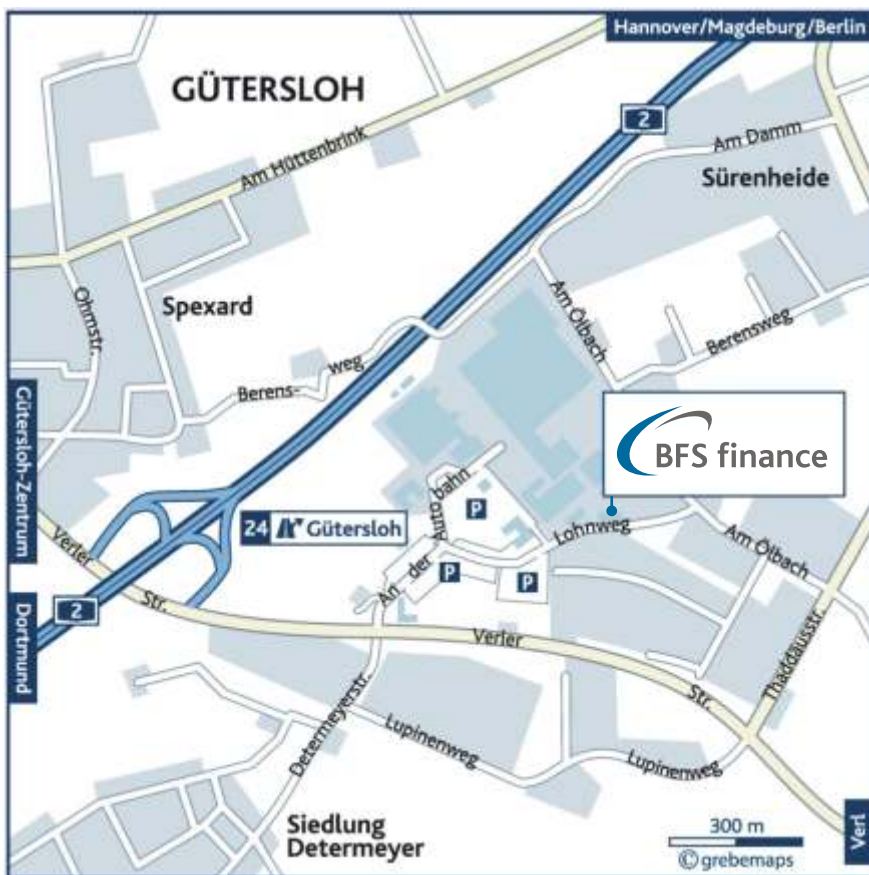 Hannover/Magdeburg/Berlin
GÜTERSLOH
2
Am Hüttenbrink
Am Damm
Sürenheide
Ohmstr.
Spexard
Am Ölbach
Berensweg
Berens-
weg
Gütersloh-Zentrum
BFS finance
24 Gütersloh
An der Autobahn
P
Lohnweg
Am Ölbach
P
P
Verler
Str.
Dortmund
2
Verler
Str.
Thaddäusstr.
Determeyerstr.
Lupinenweg
Lupinenweg
Siedlung
Determeyer
300 m
© grebemaps
Verl